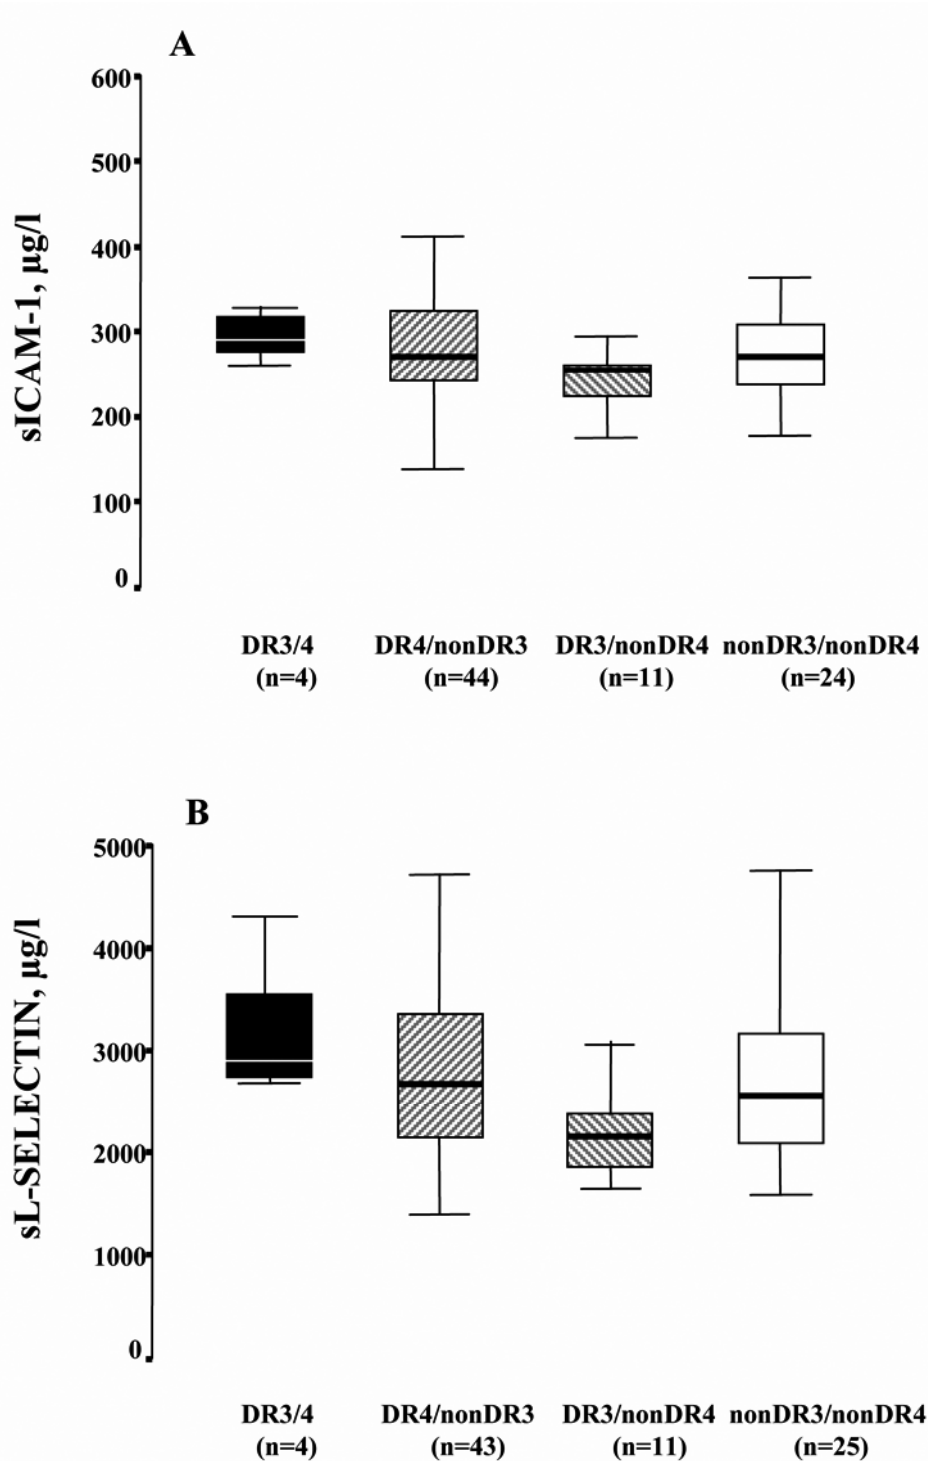 A
600
500
400
300
200
100
0
sICAM-1, µg/l
DR3/4 DR4/nonDR3 DR3/nonDR4 nonDR3/nonDR4
(n=4) (n=44) (n=11) (n=24)
B
5000
4000
3000
2000
1000
0
sL-SELECTIN, µg/l
DR3/4 DR4/nonDR3 DR3/nonDR4 nonDR3/nonDR4
(n=4) (n=43) (n=11) (n=25)